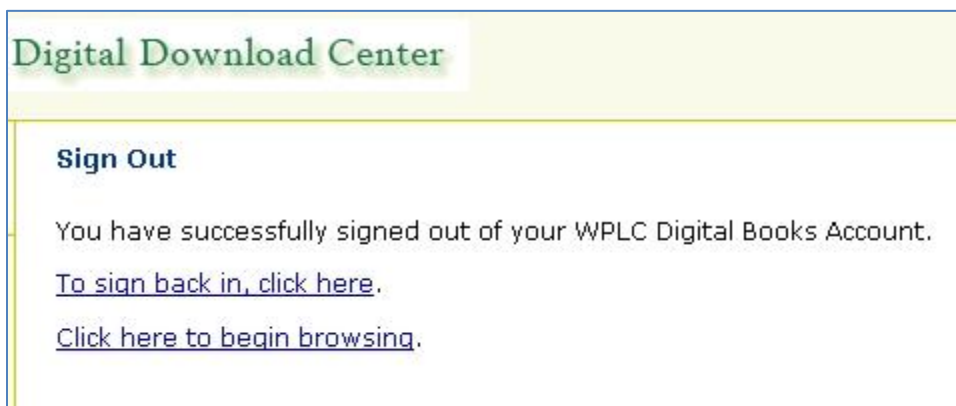 Digital Download Center
Sign Out
You have successfully signed out of your WPLC Digital Books Account.
To sign back in, click here.
Click here to begin browsing.